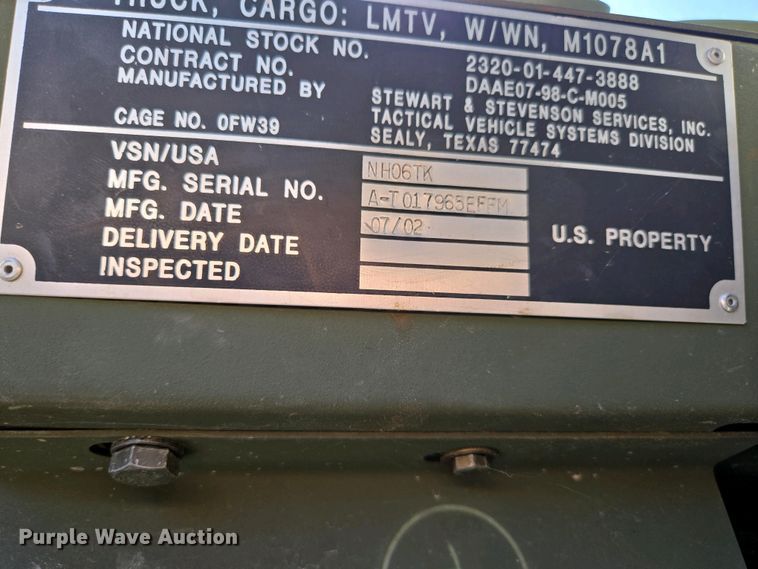 TRUCK, CARGO: LMTV, W/WN, M1078A1
NATIONAL STOCK NO. 2320-01-447-3888
CONTRACT NO. DAAE07-98-C-M005
MANUFACTURED BY STEWART & STEVENSON SERVICES, INC.
TACTICAL VEHICLE SYSTEMS DIVISION
CAGE NO. 0FW39 SEALY, TEXAS 77474
VSN/USA NH06TK
MFG. SERIAL NO. A-T017965EFFM
MFG. DATE 07/02
DELIVERY DATE U.S. PROPERTY
INSPECTED
Purple Wave Auction